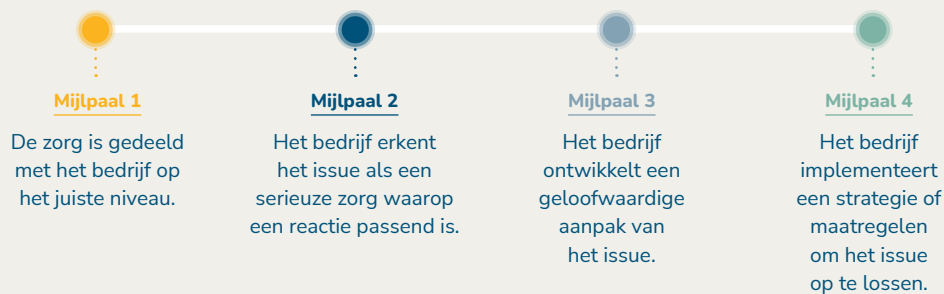 Mijlpaal 1
De zorg is gedeeld
met het bedrijf op
het juiste niveau.
Mijlpaal 2
Het bedrijf erkent
het issue als een
serieuze zorg waarop
een reactie passend is.
Mijlpaal 3
Het bedrijf
ontwikkelt een
geloofwaardige
aanpak van
het issue.
Mijlpaal 4
Het bedrijf
implementeert
een strategie of
maatregelen
om het issue
op te lossen.